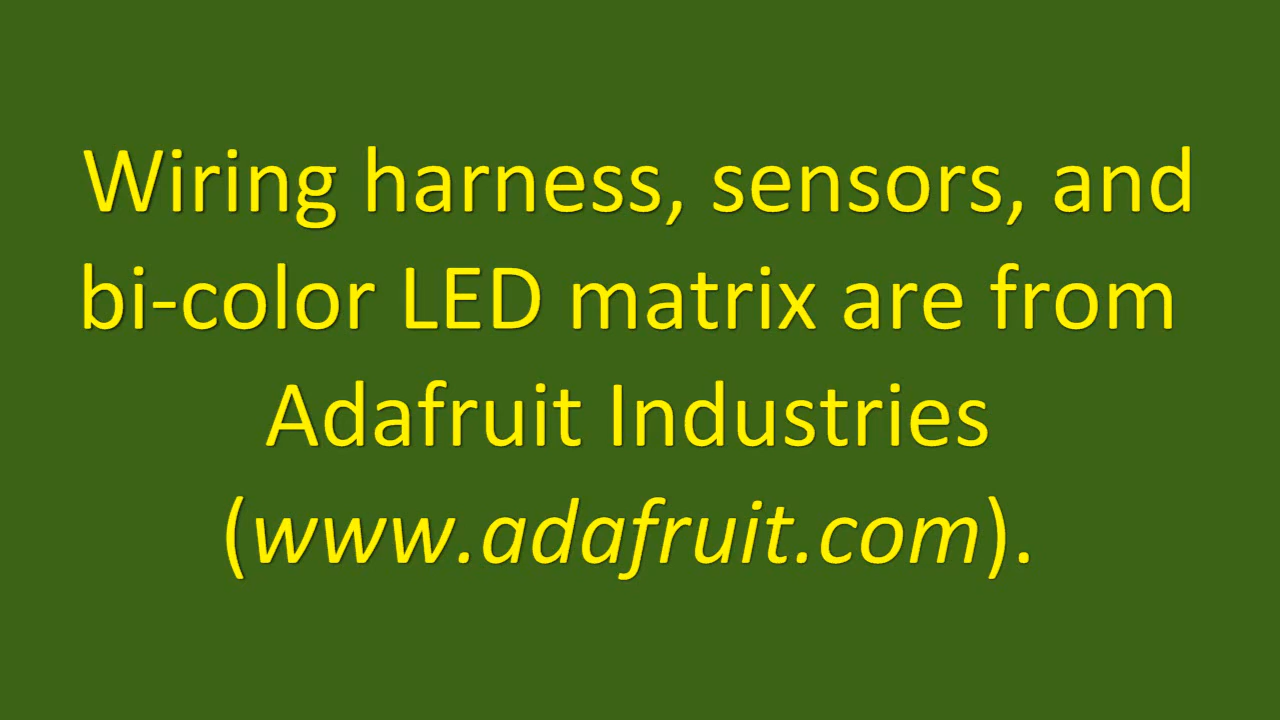 Wiring harness, sensors, and
bi-color LED matrix are from
Adafruit Industries
(www.adafruit.com).